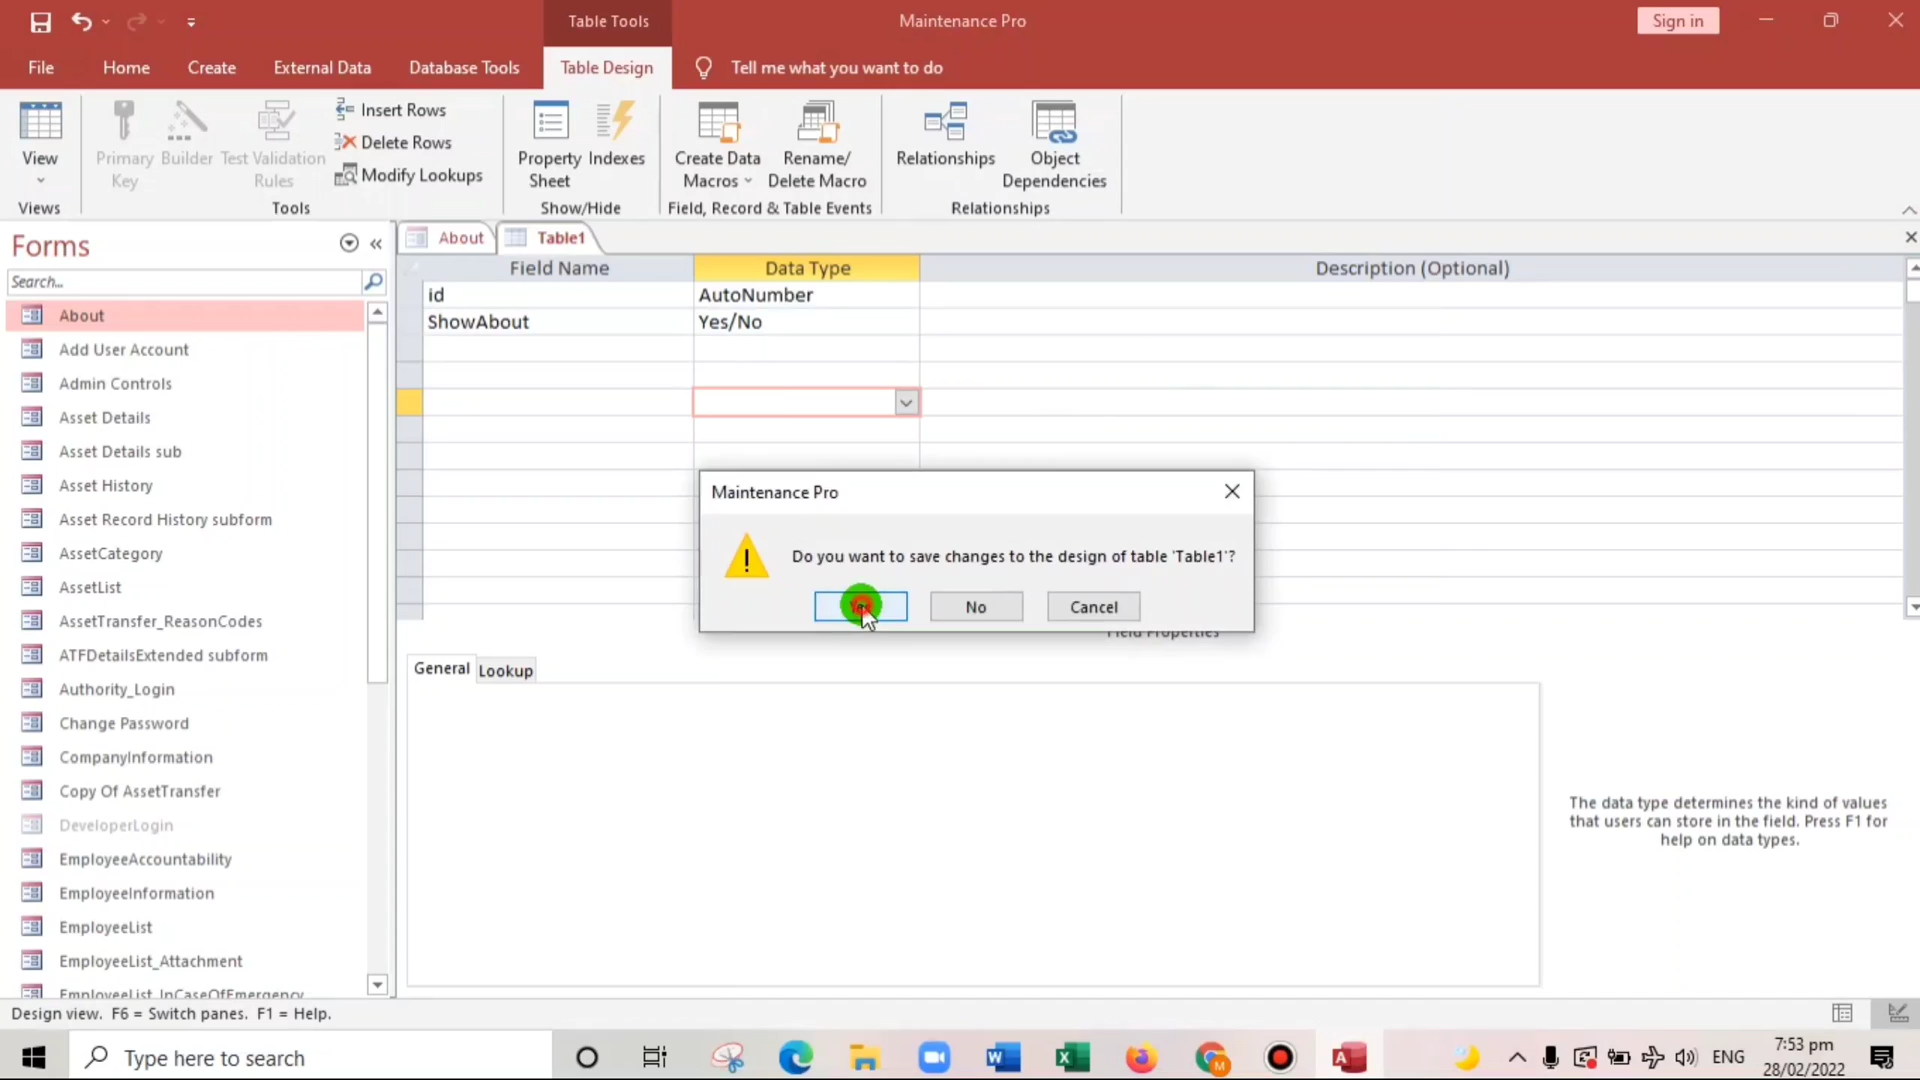 Table Tools
Maintenance Pro
Sign in
File
Home
Create
External Data
Database Tools
Table Design
Tell me what you want to do
View
Primary Key
Builder
Test Validation Rules
Insert Rows
Delete Rows
Modify Lookups
Property Sheet
Indexes
Create Data Macros
Rename/ Delete Macro
Relationships
Object Dependencies
Views
Tools
Show/Hide
Field, Record & Table Events
Relationships
Forms
Search...
About
Add User Account
Admin Controls
Asset Details
Asset Details sub
Asset History
Asset Record History subform
AssetCategory
AssetList
AssetTransfer_ReasonCodes
ATFDetailsExtended subform
Authority_Login
Change Password
CompanyInformation
Copy Of AssetTransfer
DeveloperLogin
EmployeeAccountability
EmployeeInformation
EmployeeList
EmployeeList_Attachment
EmployeeList_InCaseOfEmergency
About
Table1
Field Name
Data Type
Description (Optional)
id
AutoNumber
ShowAbout
Yes/No
Maintenance Pro
Do you want to save changes to the design of table 'Table1'?
No
Cancel
Field Properties
General
Lookup
The data type determines the kind of values
that users can store in the field. Press F1 for
help on data types.
Design view. F6 = Switch panes. F1 = Help.
Type here to search
ENG
7:53 pm
28/02/2022